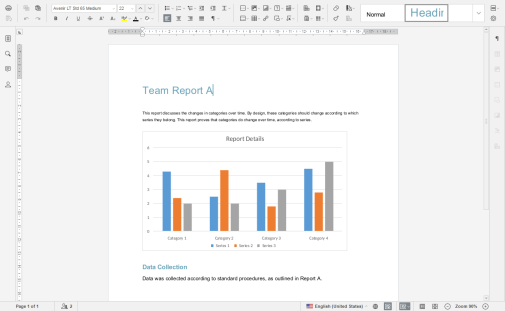 Avenir LT Std 65 Medium
22
Normal
Headir
Team Report A
This report discusses the changes in categories over time. By design, these categories should change according to which
series they belong. This report proves that categories do change over time, according to series.
Report Details
6
5
4
3
2
1
0
Category 1 Category 2 Category 3 Category 4
Series 1 Series 2 Series 3
Data Collection
Data was collected according to standard procedures, as outlined in Report A.
Page 1 of 1
2
English (United States)
Zoom 90%